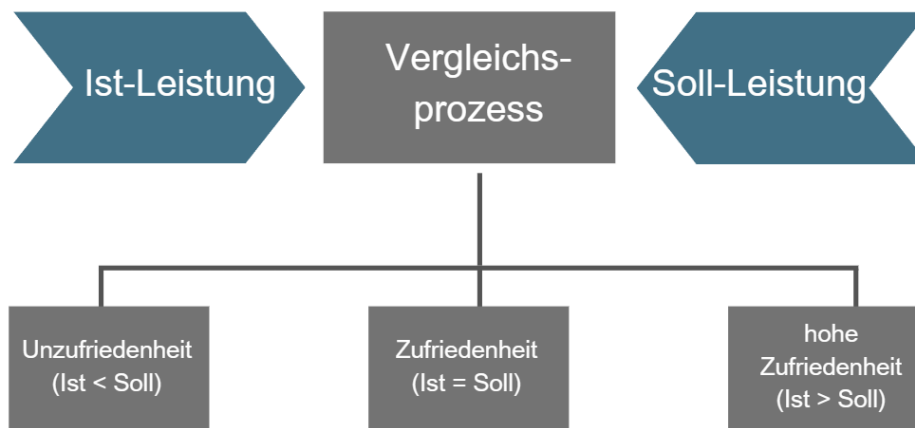 Ist-Leistung
Vergleichs-
prozess
Soll-Leistung
Unzufriedenheit
(Ist < Soll)
Zufriedenheit
(Ist = Soll)
hohe
Zufriedenheit
(Ist > Soll)